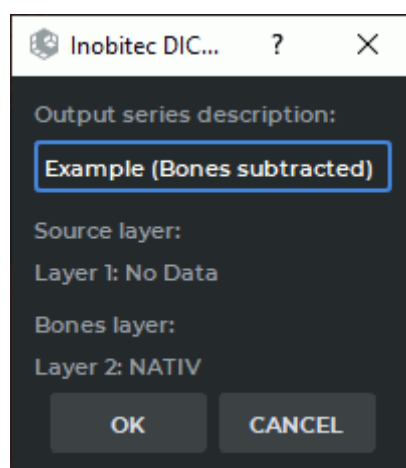 Inobitec DIC... ?
Output series description:
Example (Bones subtracted)
Source layer:
Layer 1: No Data
Bones layer:
Layer 2: NATIV
OK CANCEL